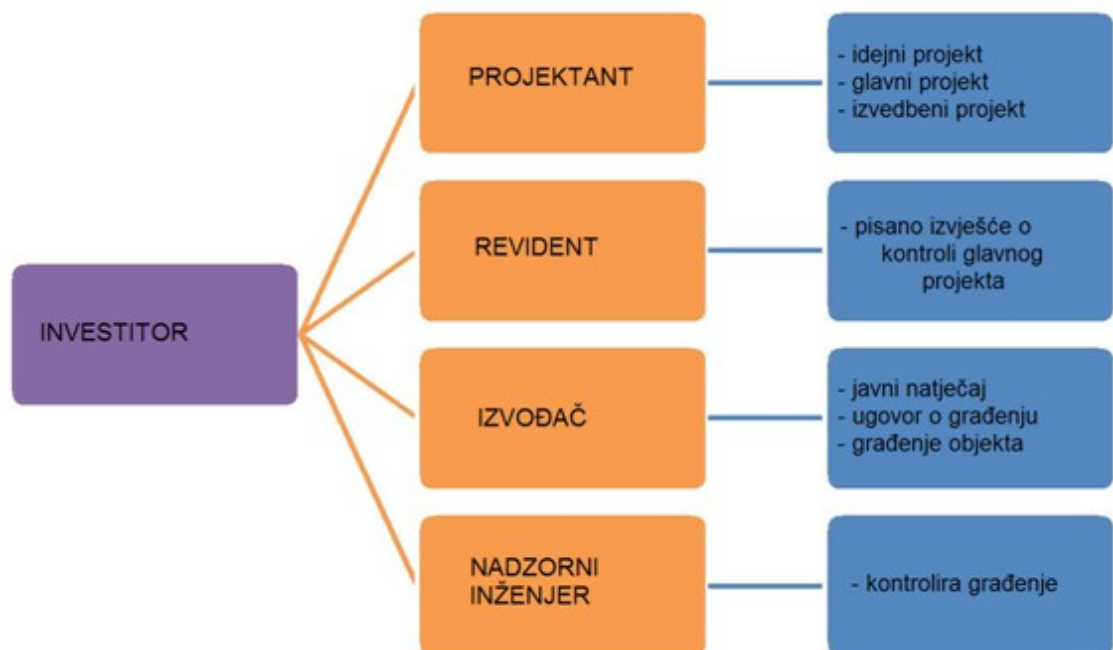 INVESTITOR
PROJEKTANT
- idejni projekt
- glavni projekt
- izvedbeni projekt
REVIDENT
- pisano izvješće o
kontroli glavnog
projekta
IZVOĐAČ
- javni natječaj
- ugovor o građenju
- građenje objekta
NADZORNI
INŽENJER
- kontrolira građenje